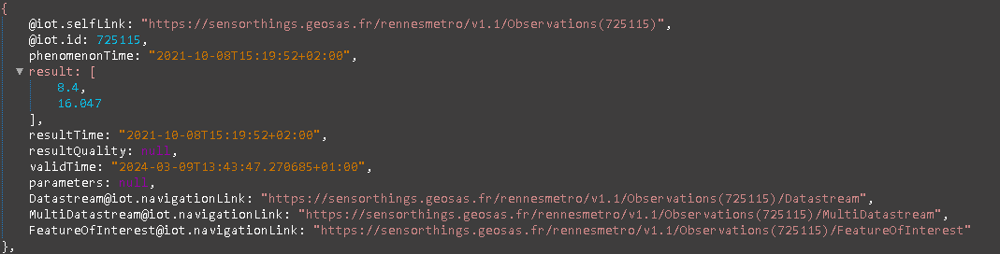 {
@iot.selfLink: "https://sensorthings.geosas.fr/rennesmetro/v1.1/Observations(725115)",
@iot.id: 725115,
phenomenonTime: "2021-10-08T15:19:52+02:00",
▼ result: [
8.4,
16.047
],
resultTime: "2021-10-08T15:19:52+02:00",
resultQuality: null,
validTime: "2024-03-09T13:43:47.270685+01:00",
parameters: null,
Datastream@iot.navigationLink: "https://sensorthings.geosas.fr/rennesmetro/v1.1/Observations(725115)/Datastream",
MultiDatastream@iot.navigationLink: "https://sensorthings.geosas.fr/rennesmetro/v1.1/Observations(725115)/MultiDatastream",
FeatureOfInterest@iot.navigationLink: "https://sensorthings.geosas.fr/rennesmetro/v1.1/Observations(725115)/FeatureOfInterest"
},